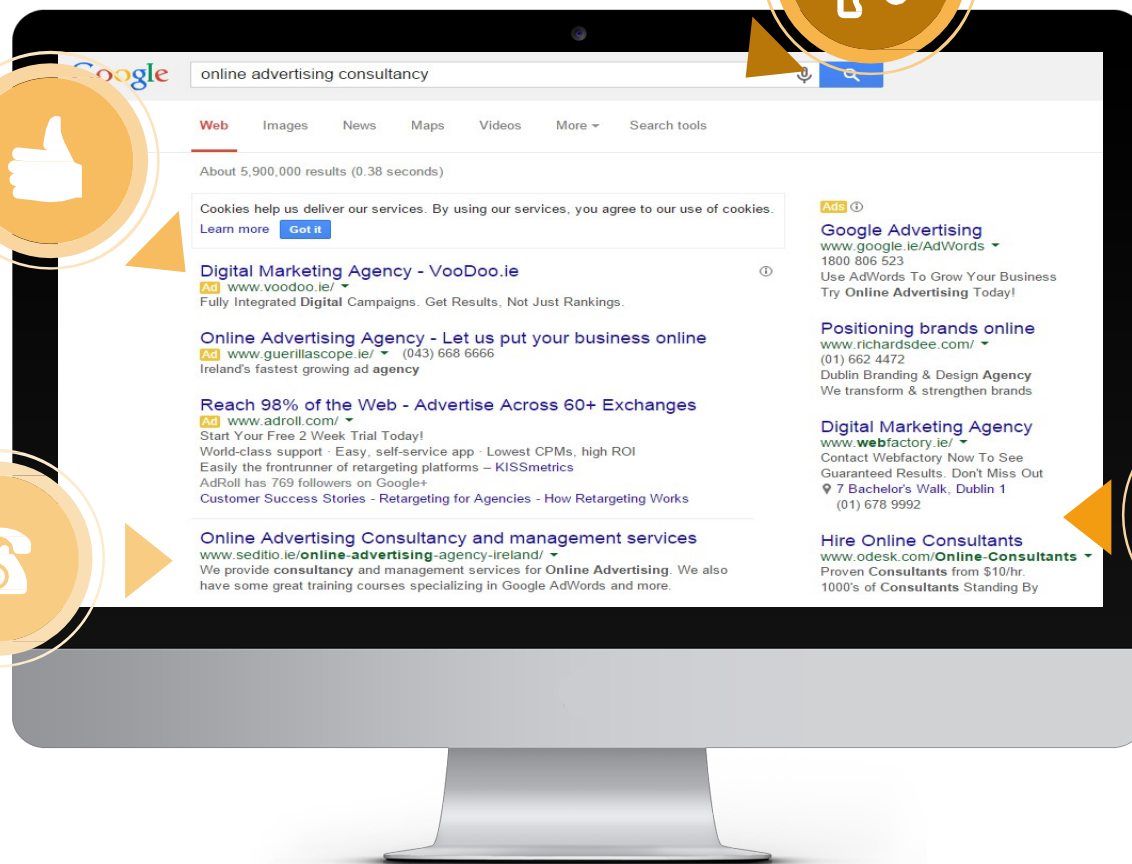 Google
online advertising consultancy
Web Images News Maps Videos More Search tools
About 5,900,000 results (0.38 seconds)
Cookies help us deliver our services. By using our services, you agree to our use of cookies.
Learn more Got it
Digital Marketing Agency - VooDoo.ie
Ad www.voodoo.ie/
Fully Integrated Digital Campaigns. Get Results, Not Just Rankings.
Online Advertising Agency - Let us put your business online
Ad www.guerillascope.ie/ (043) 668 6666
Ireland's fastest growing ad agency
Reach 98% of the Web - Advertise Across 60+ Exchanges
Ad www.adroll.com/
Start Your Free 2 Week Trial Today!
World-class support · Easy, self-service app · Lowest CPMs, high ROI
Easily the frontrunner of retargeting platforms – KISSmetrics
AdRoll has 769 followers on Google+
Customer Success Stories - Retargeting for Agencies - How Retargeting Works
Online Advertising Consultancy and management services
www.seditio.ie/online-advertising-agency-ireland/
We provide consultancy and management services for Online Advertising. We also
have some great training courses specializing in Google AdWords and more.
Ads
Google Advertising
www.google.ie/AdWords
1800 806 523
Use AdWords To Grow Your Business
Try Online Advertising Today!
Positioning brands online
www.richardsdee.com/
(01) 662 4472
Dublin Branding & Design Agency
We transform & strengthen brands
Digital Marketing Agency
www.webfactory.ie/
Contact Webfactory Now To See
Guaranteed Results. Don't Miss Out
7 Bachelor's Walk, Dublin 1
(01) 678 9992
Hire Online Consultants
www.odesk.com/Online-Consultants
Proven Consultants from $10/hr.
1000's of Consultants Standing By